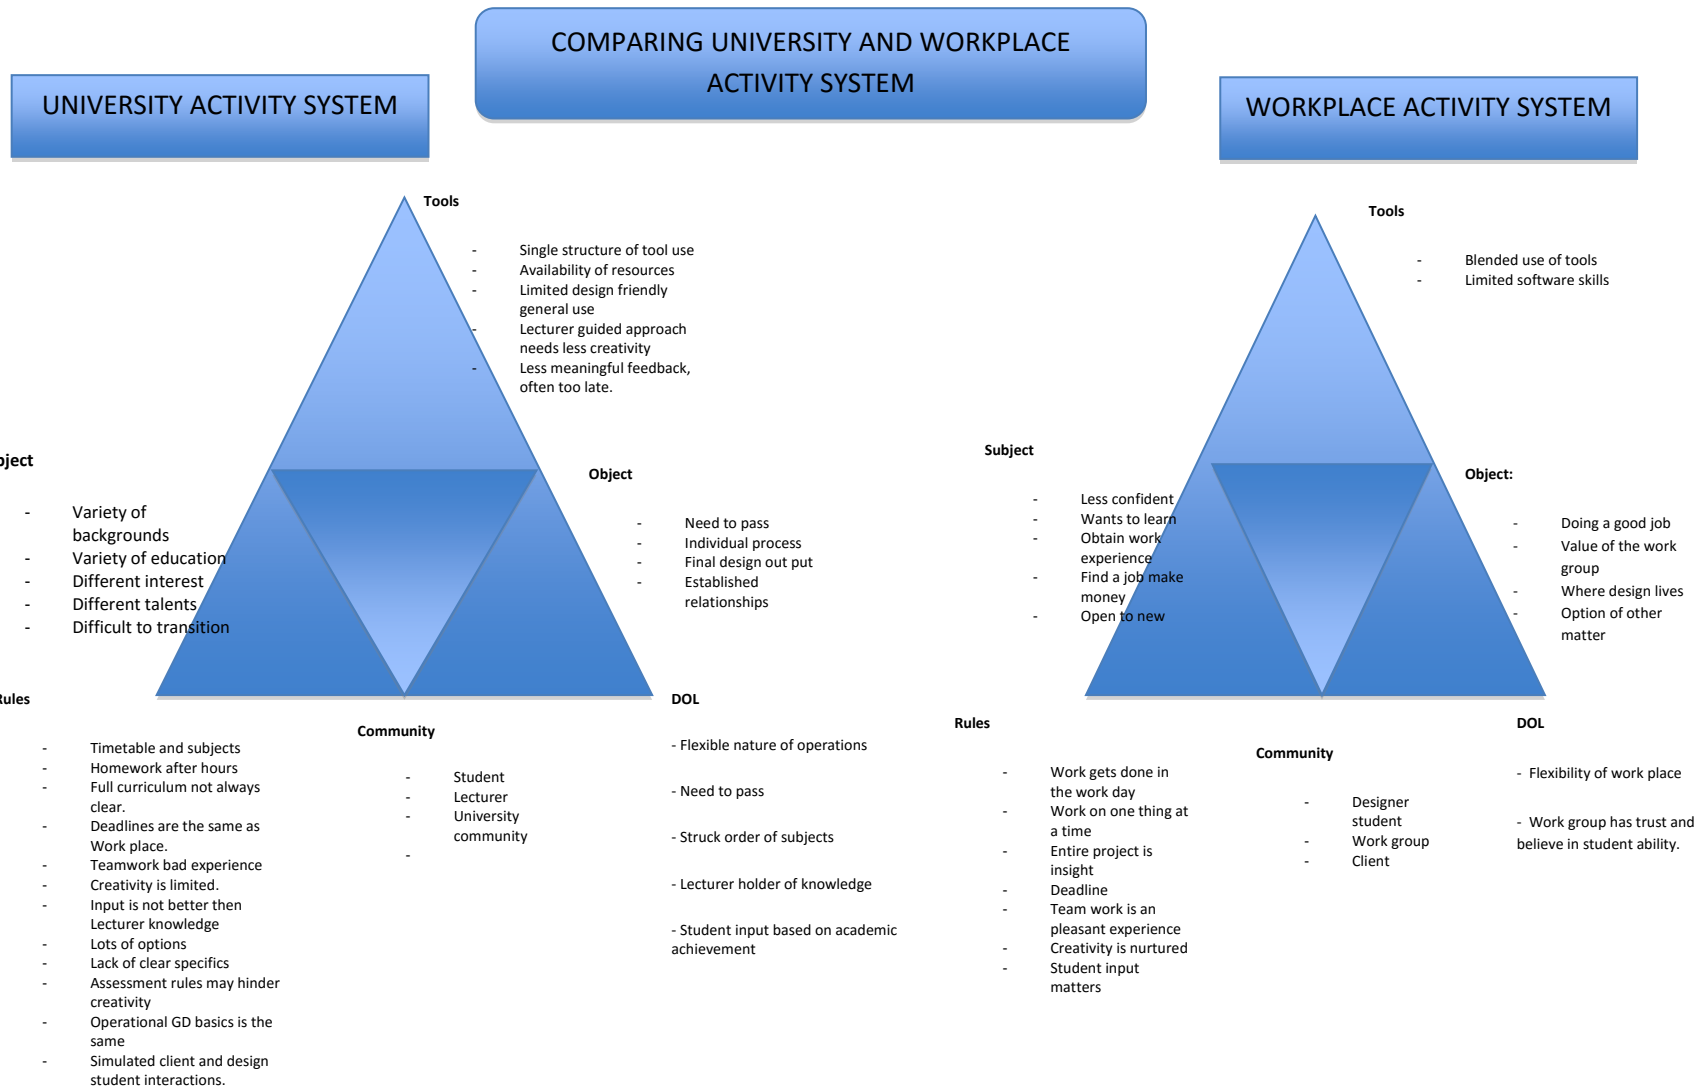 COMPARING UNIVERSITY AND WORKPLACE
ACTIVITY SYSTEM
UNIVERSITY ACTIVITY SYSTEM
Tools
- Single structure of tool use
- Availability of resources
- Limited design friendly
general use
- Lecturer guided approach
needs less creativity
- Less meaningful feedback,
often too late.
bject
- Variety of
backgrounds
- Variety of education
- Different interest
- Different talents
- Difficult to transition
Object
- Need to pass
- Individual process
- Final design out put
- Established
relationships
Rules
- Timetable and subjects
- Homework after hours
- Full curriculum not always
clear.
- Deadlines are the same as
Work place.
- Teamwork bad experience
- Creativity is limited.
- Input is not better then
Lecturer knowledge
- Lots of options
- Lack of clear specifics
- Assessment rules may hinder
creativity
- Operational GD basics is the
same
- Simulated client and design
student interactions.
Community
- Student
- Lecturer
- University
community
-
DOL
- Flexible nature of operations
- Need to pass
- Struck order of subjects
- Lecturer holder of knowledge
- Student input based on academic
achievement
WORKPLACE ACTIVITY SYSTEM
Tools
- Blended use of tools
- Limited software skills
Subject
- Less confident
- Wants to learn
- Obtain work
experience
- Find a job make
money
- Open to new
Object:
- Doing a good job
- Value of the work
group
- Where design lives
- Option of other
matter
Rules
- Work gets done in
the work day
- Work on one thing at
a time
- Entire project is
insight
- Deadline
- Team work is an
pleasant experience
- Creativity is nurtured
- Student input
matters
Community
- Designer
student
- Work group
- Client
DOL
- Flexibility of work place
- Work group has trust and
believe in student ability.